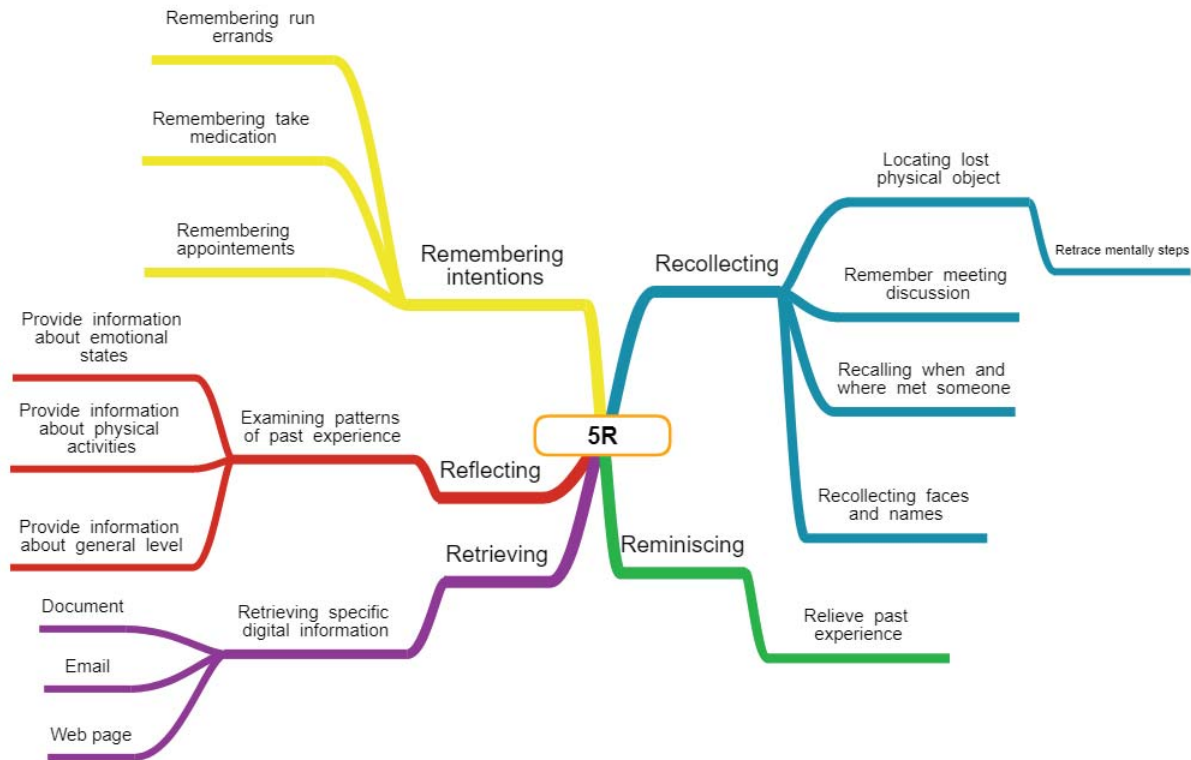 Remembering run
errands
Remembering take
medication
Remembering
appointements
Remembering
intentions
Provide information
about emotional
states
Provide information
about physical
activities
Provide information
about general level
Examining patterns
of past experience
Reflecting
Retrieving
Retrieving specific
digital information
Document
Email
Web page
5R
Recollecting
Locating lost
physical object
Retrace mentally steps
Remember meeting
discussion
Recalling when and
where met someone
Recollecting faces
and names
Reminiscing
Relieve past
experience